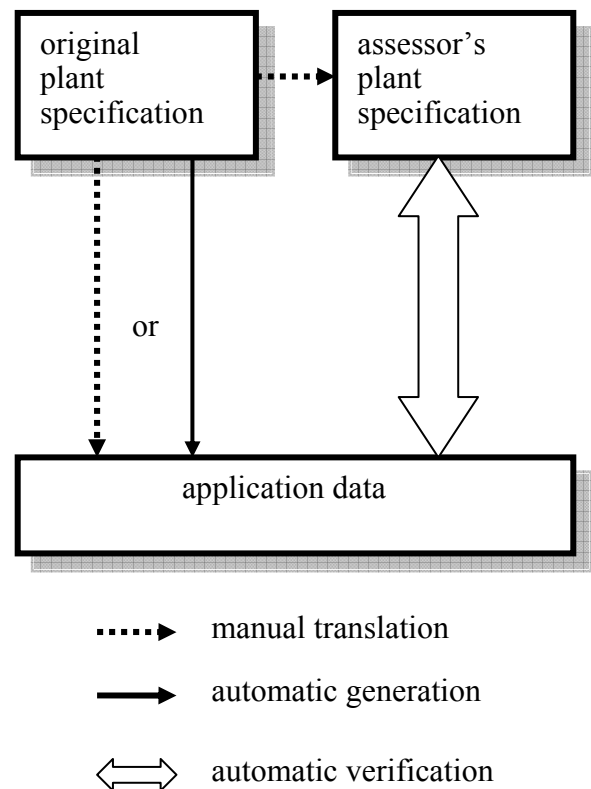 original
plant
specification
assessor’s
plant
specification
or
application data
manual translation
automatic generation
automatic verification